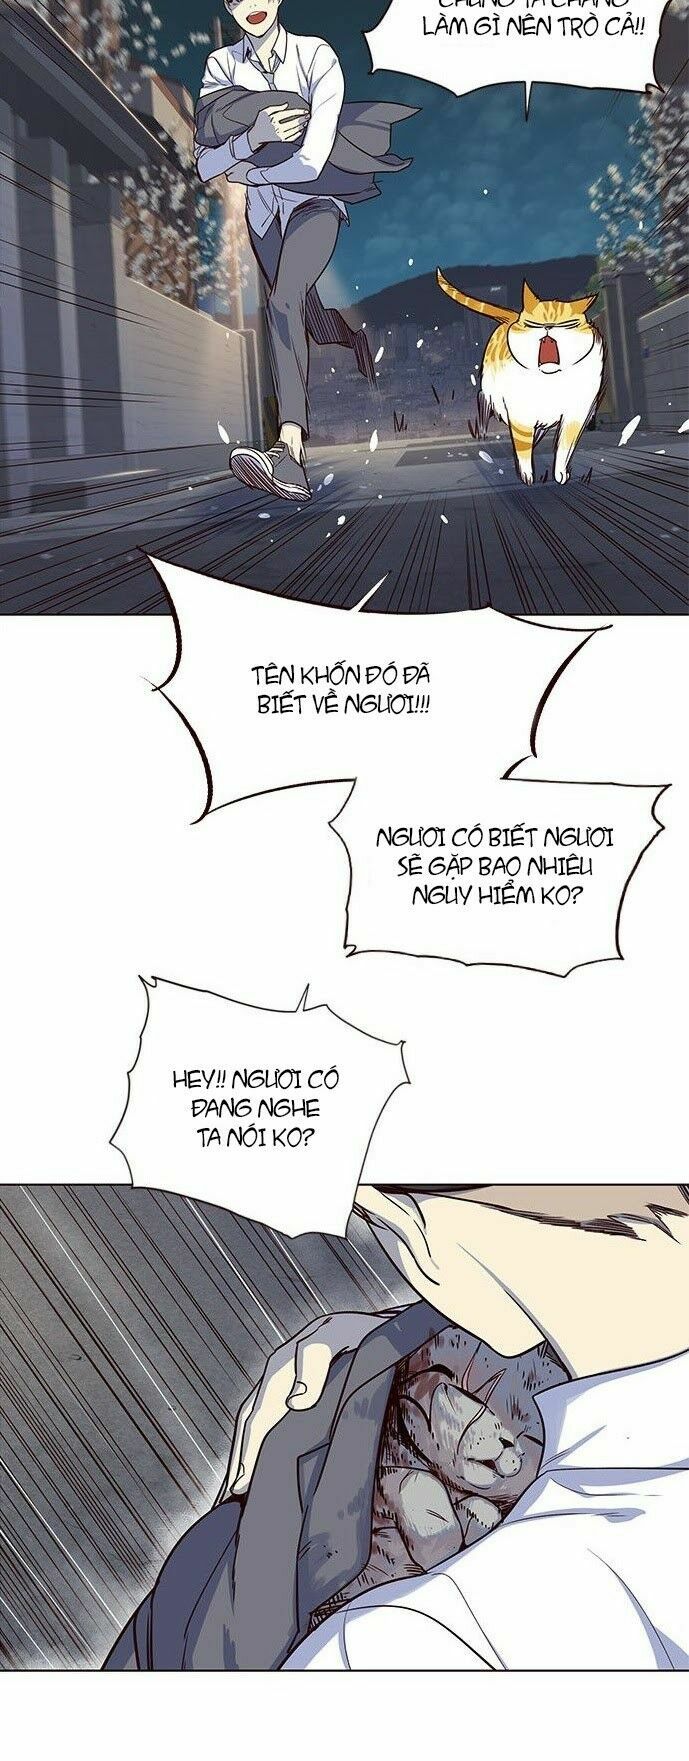 LÀM GÌ NÊN TRÒ CẢ!!
TÊN KHỐN ĐÓ ĐÃ
BIẾT VỀ NGƯƠI!!!
NGƯƠI CÓ BIẾT NGƯƠI
SẼ GẶP BAO NHIÊU
NGUY HIỂM KO?
HEY!! NGƯƠI CÓ
ĐANG NGHE
TA NÓI KO?